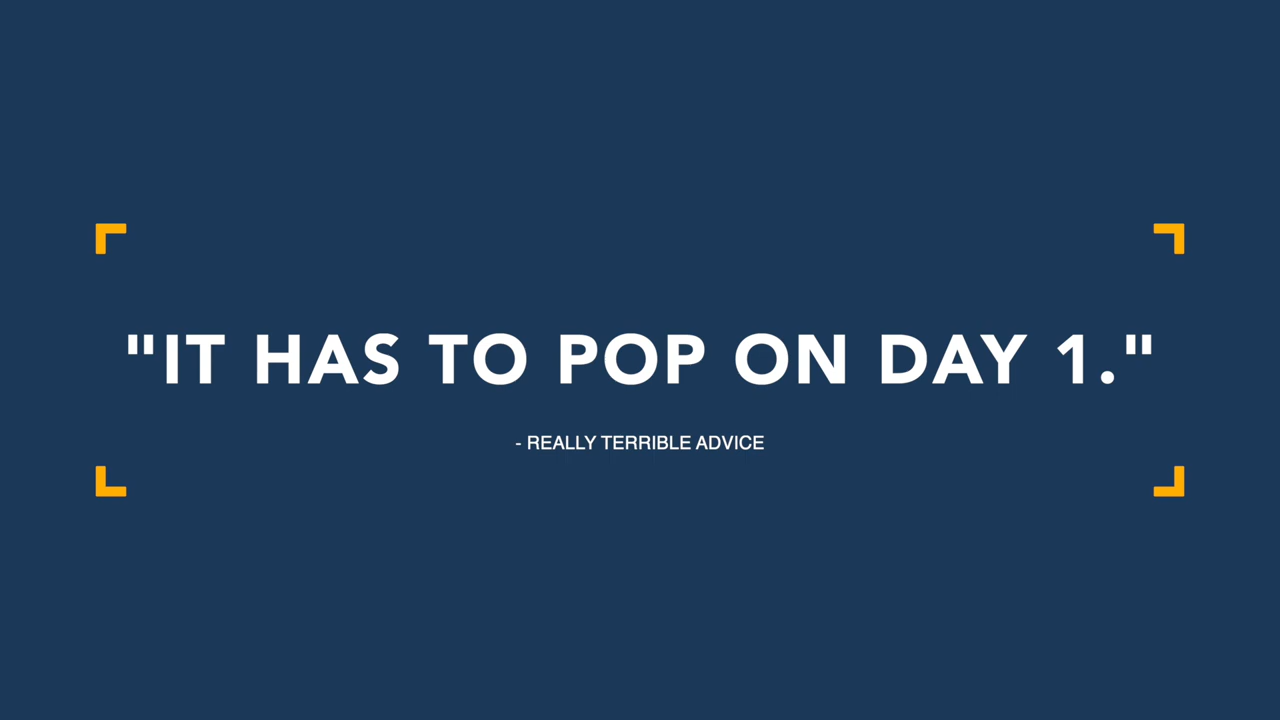 "IT HAS TO POP ON DAY 1."
- REALLY TERRIBLE ADVICE